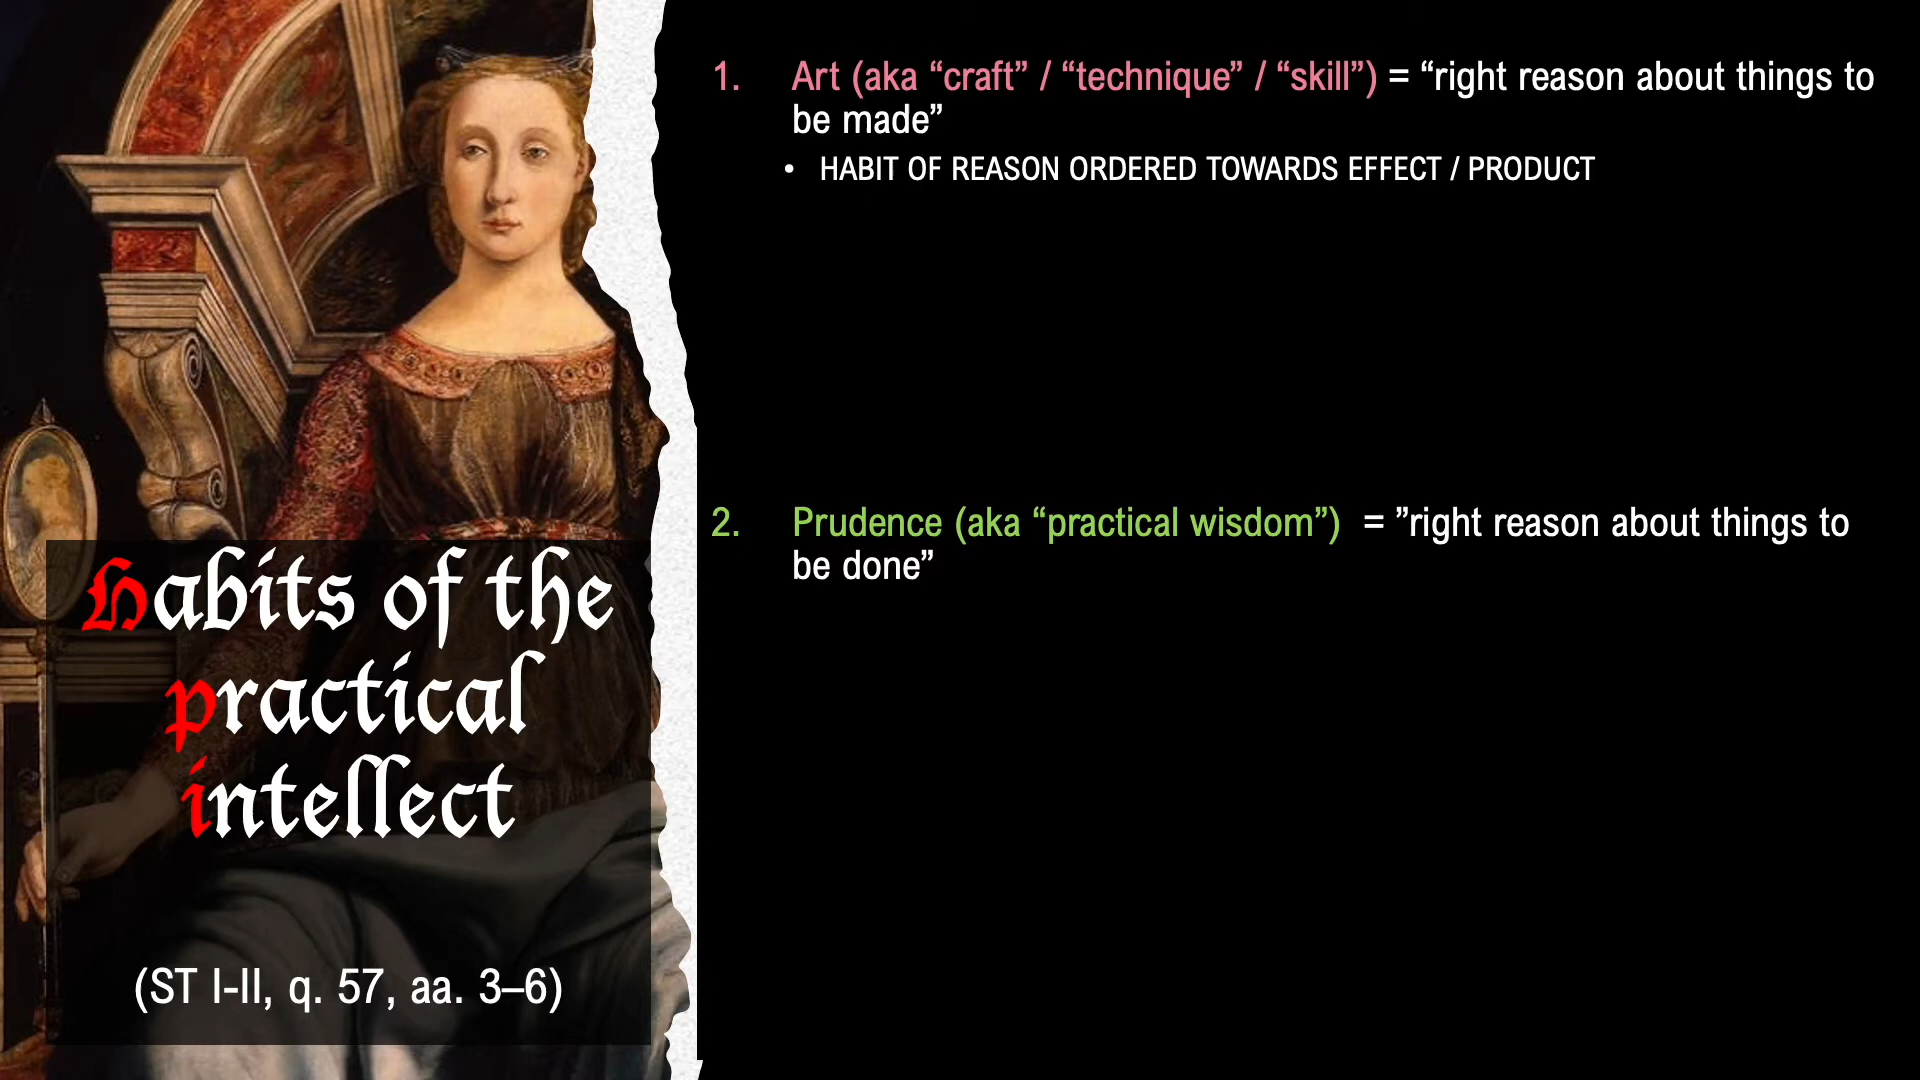 Habits of the
practical
intellect
(ST I-II, q. 57, aa. 3–6)
1. Art (aka “craft” / “technique” / “skill”) = “right reason about things to
be made”
• HABIT OF REASON ORDERED TOWARDS EFFECT / PRODUCT
2. Prudence (aka “practical wisdom”)  = ”right reason about things to
be done”